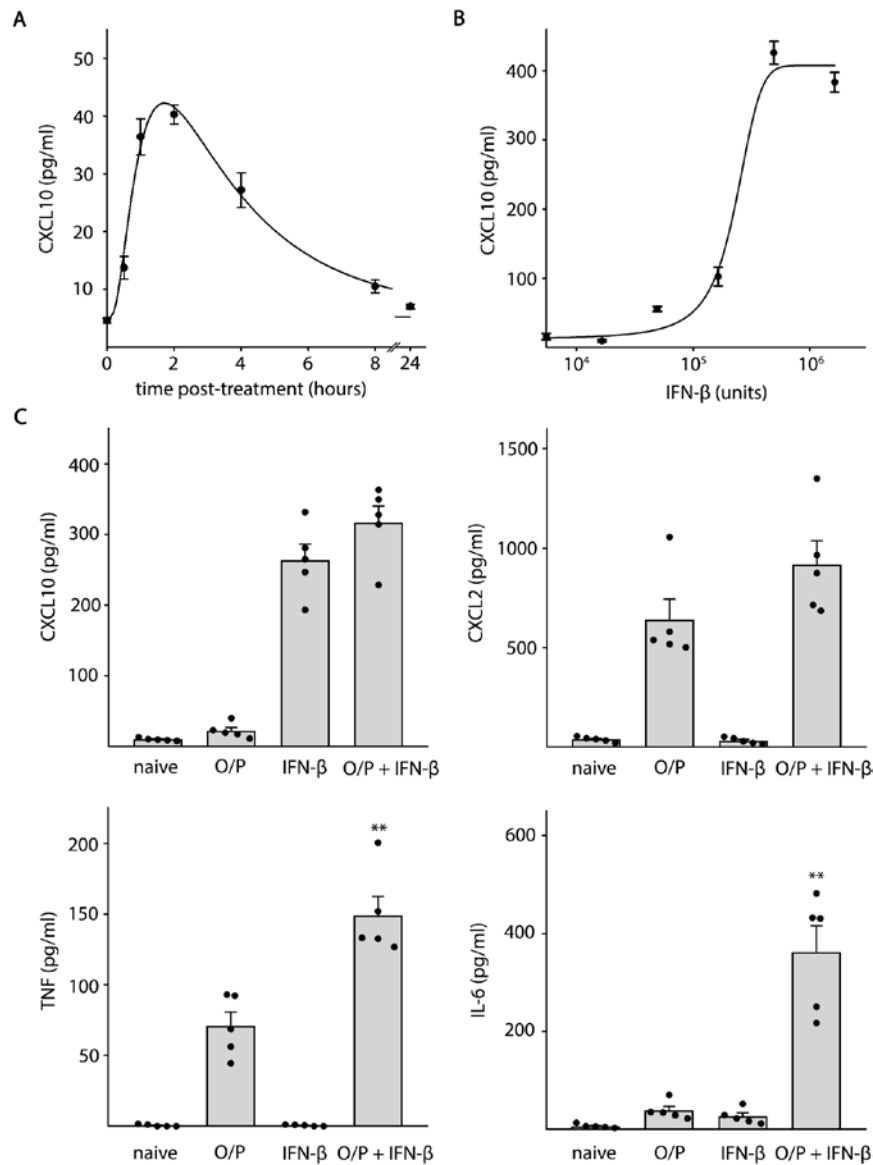 A
CXCL10 (pg/ml)
50
40
30
20
10
0
2
4
6
8
24
time post-treatment (hours)
B
CXCL10 (pg/ml)
400
300
200
100
10⁴
10⁵
10⁶
IFN-β (units)
C
CXCL10 (pg/ml)
400
300
200
100
naive
O/P
IFN-β
O/P + IFN-β
CXCL2 (pg/ml)
1500
1000
500
naive
O/P
IFN-β
O/P + IFN-β
TNF (pg/ml)
200
150
100
50
**
naive
O/P
IFN-β
O/P + IFN-β
IL-6 (pg/ml)
600
400
200
**
naive
O/P
IFN-β
O/P + IFN-β